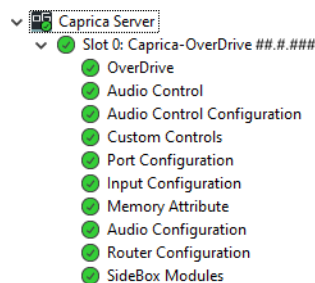 Caprica Server
Slot 0: Caprica-OverDrive ##.#.###
OverDrive
Audio Control
Audio Control Configuration
Custom Controls
Port Configuration
Input Configuration
Memory Attribute
Audio Configuration
Router Configuration
SideBox Modules